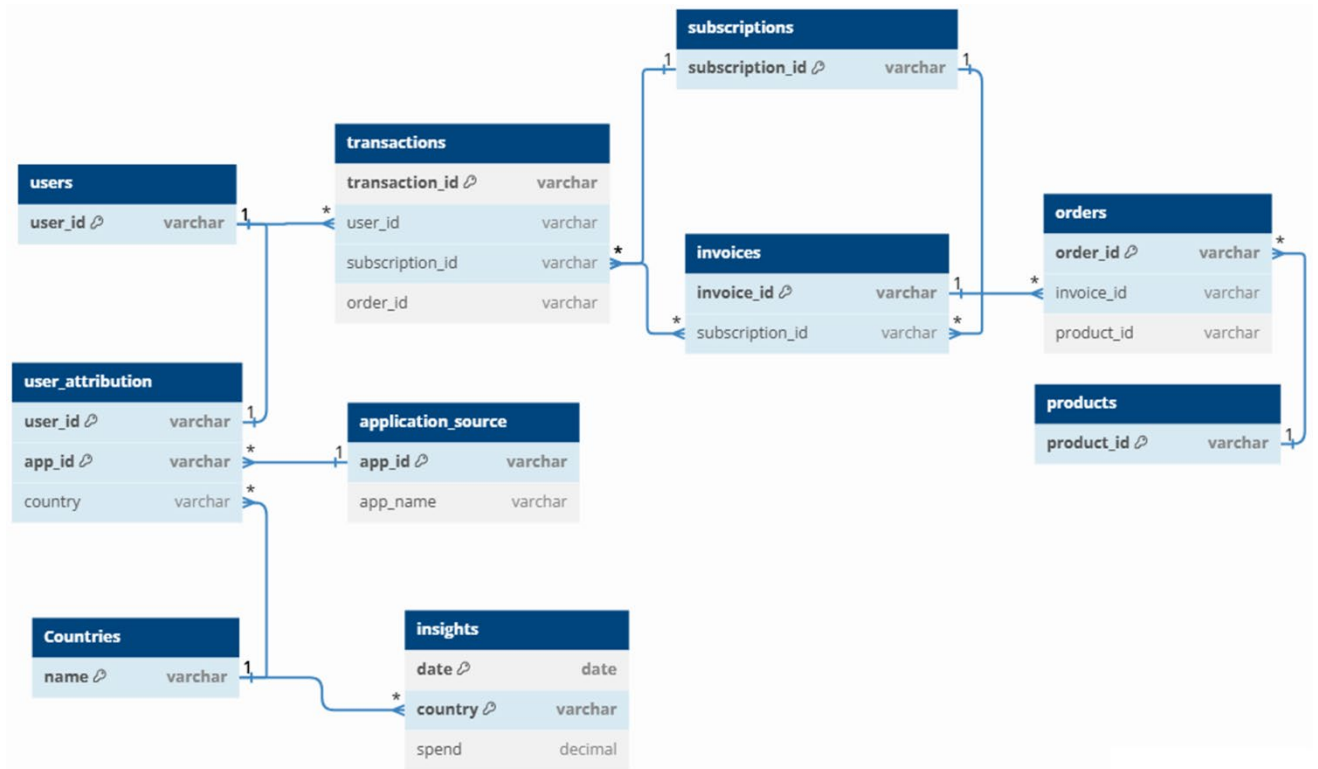 subscriptions
subscription_id varchar
1 1
transactions
transaction_id varchar
user_id varchar
subscription_id varchar
order_id varchar
* *
users
user_id varchar
1
invoices
invoice_id varchar
subscription_id varchar
1 * *
orders
order_id varchar
invoice_id varchar
product_id varchar
* *
products
product_id varchar
1
user_attribution
user_id varchar
app_id varchar
country varchar
1 * *
application_source
app_id varchar
app_name varchar
1
Countries
name varchar
1
insights
date date
country varchar
spend decimal
*